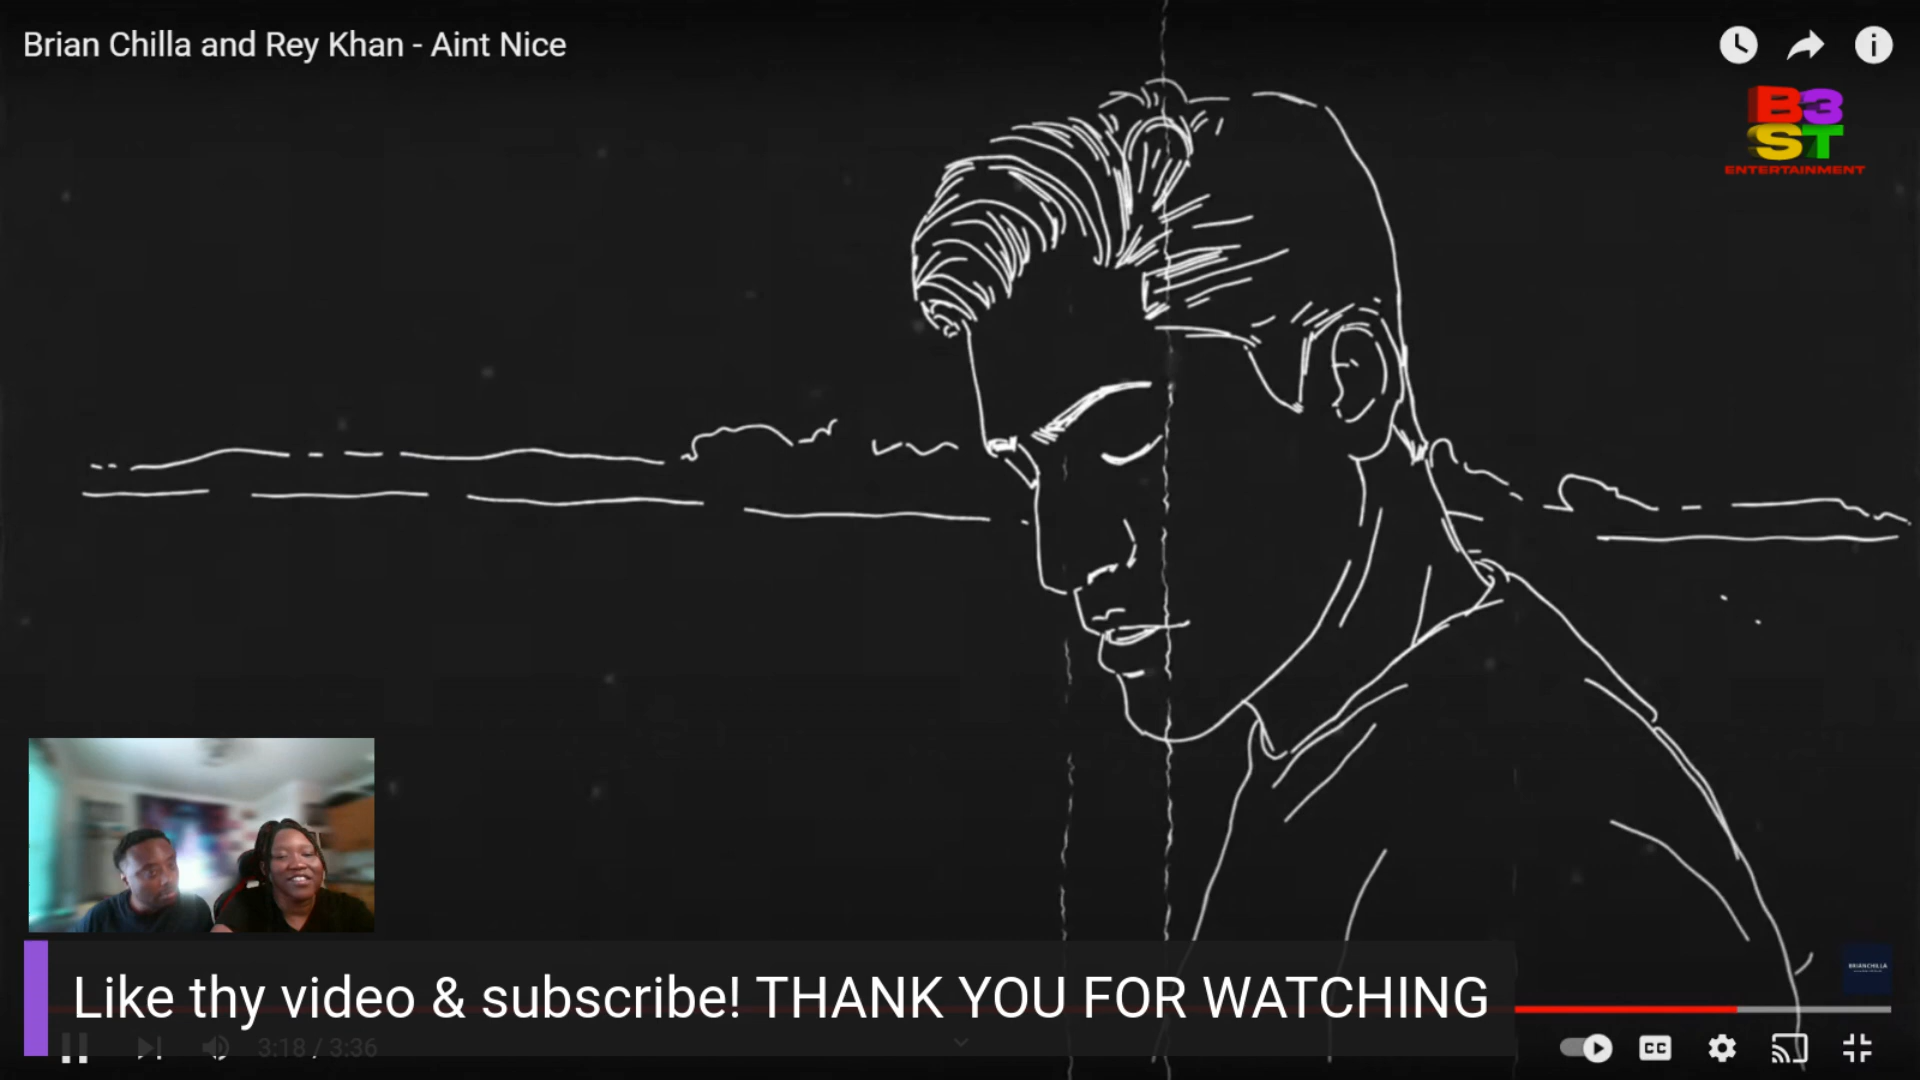 Brian Chilla and Rey Khan - Aint Nice
B3
ST
ENTERTAINMENT
BRIANCHILLA
Like thy video & subscribe! THANK YOU FOR WATCHING
3:18 / 3:36
CC